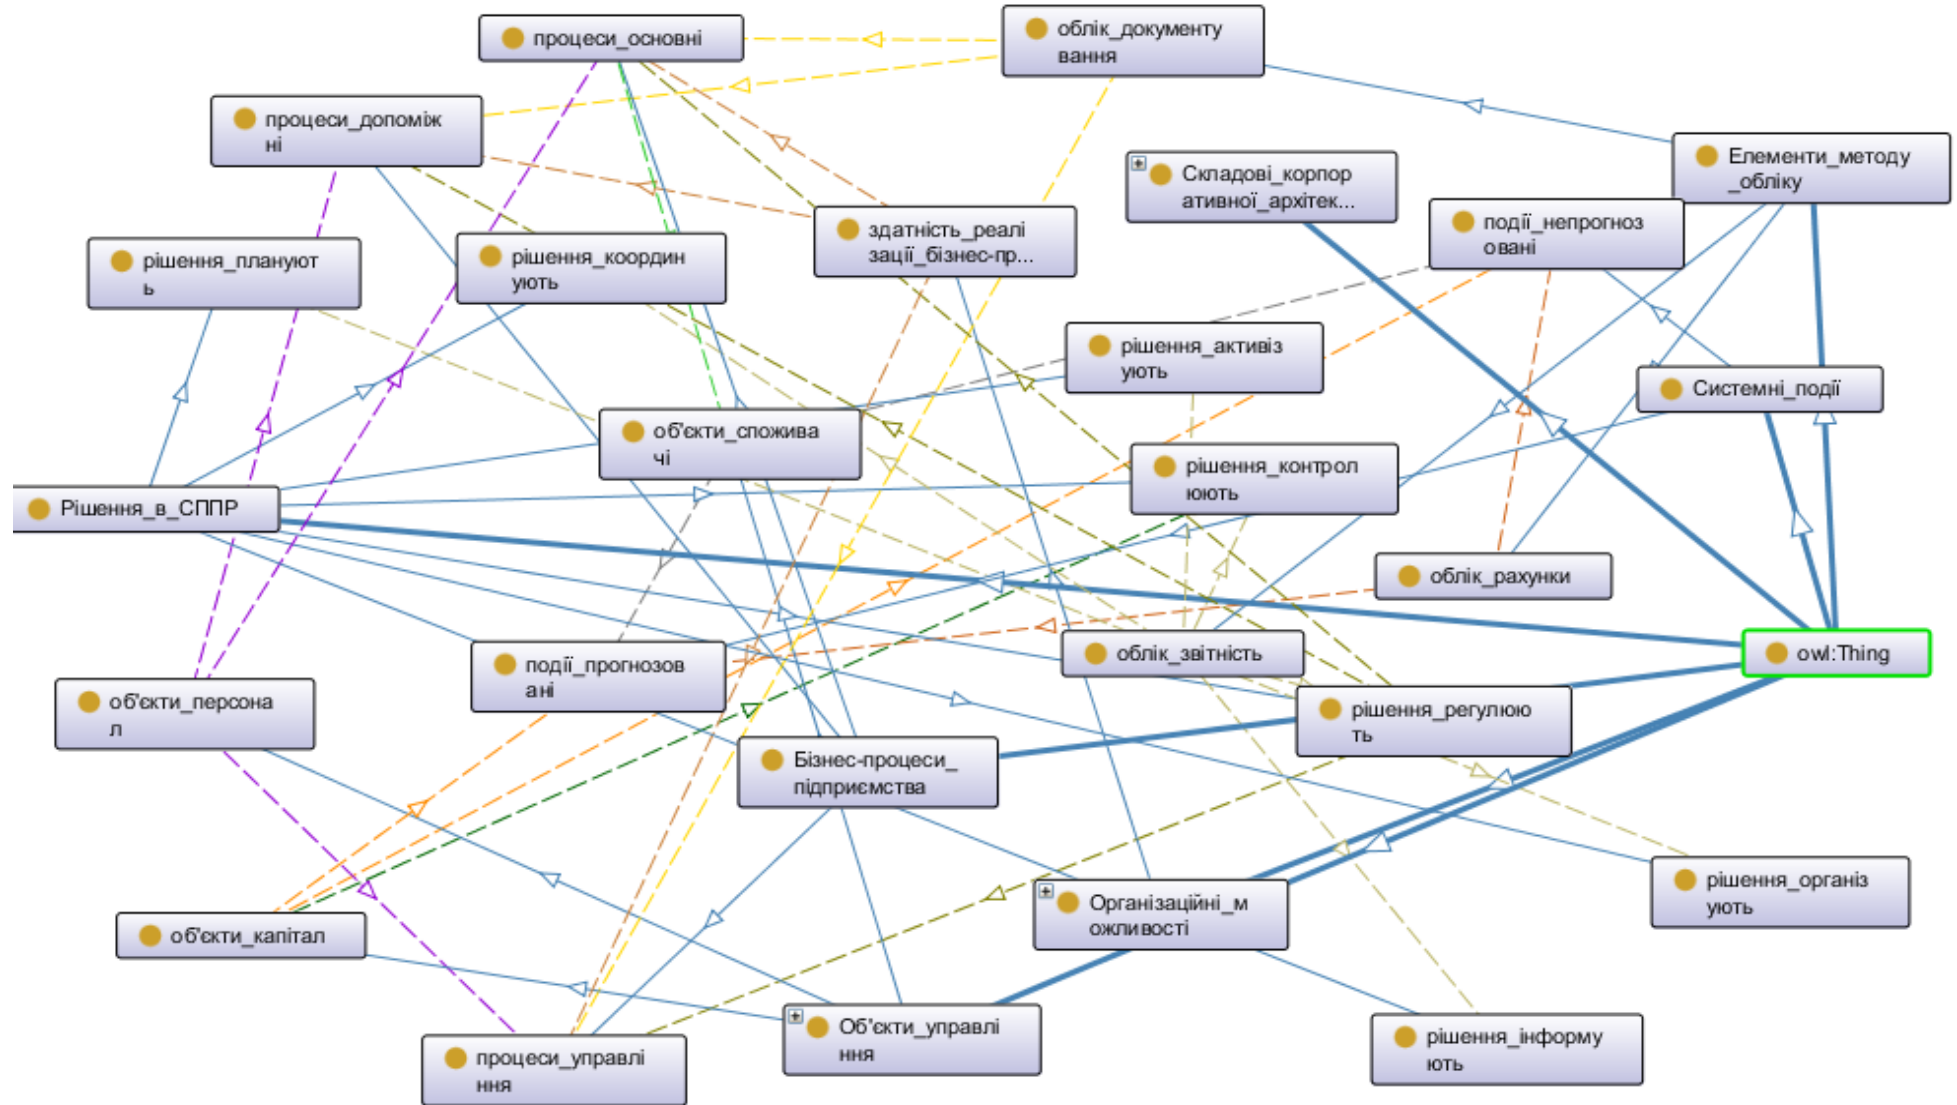 процеси_основні
облік_документу
вання
процеси_допоміж
ні
Елементи_методу
_обліку
Складові_корпор
ативної_архітек...
події_непрогноз
овані
здатність_реалі
зації_бізнес-пр...
рішення_планують
ь
рішення_координ
ують
рішення_активіз
ують
Системні_події
об'єкти_спожива
чі
рішення_контрол
юють
Рішення_в_СППР
облік_рахунки
події_прогнозов
ані
облік_звітність
owl:Thing
об'єкти_персона
л
рішення_регулюю
ть
Бізнес-процеси_
підприємства
рішення_організ
ують
Організаційні_м
ожливості
об'єкти_капітал
Об'єкти_управлі
ння
рішення_інформу
ють
процеси_управлі
ння